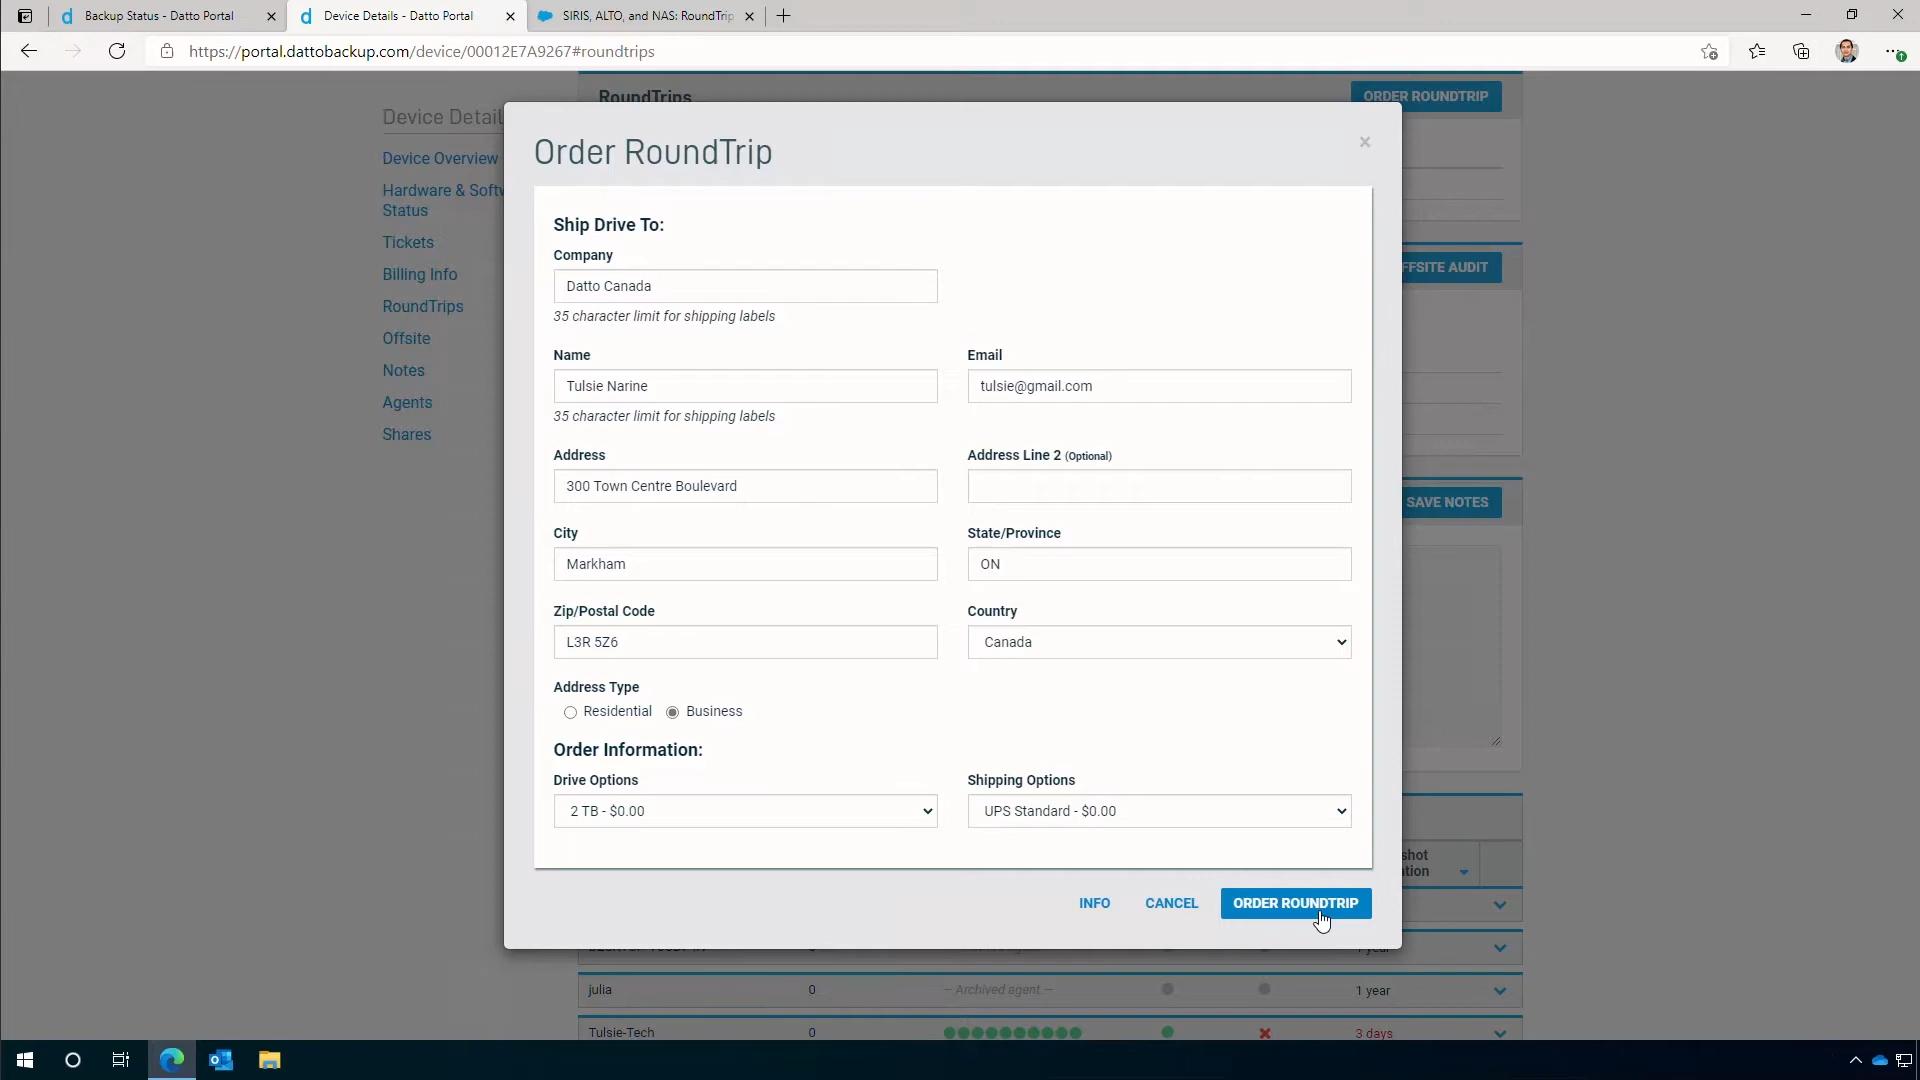 Backup Status - Datto Portal
Device Details - Datto Portal
SIRIS, ALTO, and NAS: RoundTrip
https://portal.dattobackup.com/device/00012E7A9267#roundtrips
RoundTrips
ORDER ROUNDTRIP
Device Detail
Device Overview
Hardware & Softw
Status
Tickets
Billing Info
RoundTrips
Offsite
Notes
Agents
Shares
Order RoundTrip
×
Ship Drive To:
Company
Datto Canada
35 character limit for shipping labels
Name
Email
Tulsie Narine
tulsie@gmail.com
35 character limit for shipping labels
Address
Address Line 2 (Optional)
300 Town Centre Boulevard
City
State/Province
Markham
ON
Zip/Postal Code
Country
L3R 5Z6
Canada
Address Type
Residential
Business
Order Information:
Drive Options
Shipping Options
2 TB - $0.00
UPS Standard - $0.00
INFO
CANCEL
ORDER ROUNDTRIP
FFSITE AUDIT
SAVE NOTES
shot
ation
1 year
julia
0
— Archived agent —
1 year
Tulsie-Tech
0
3 days